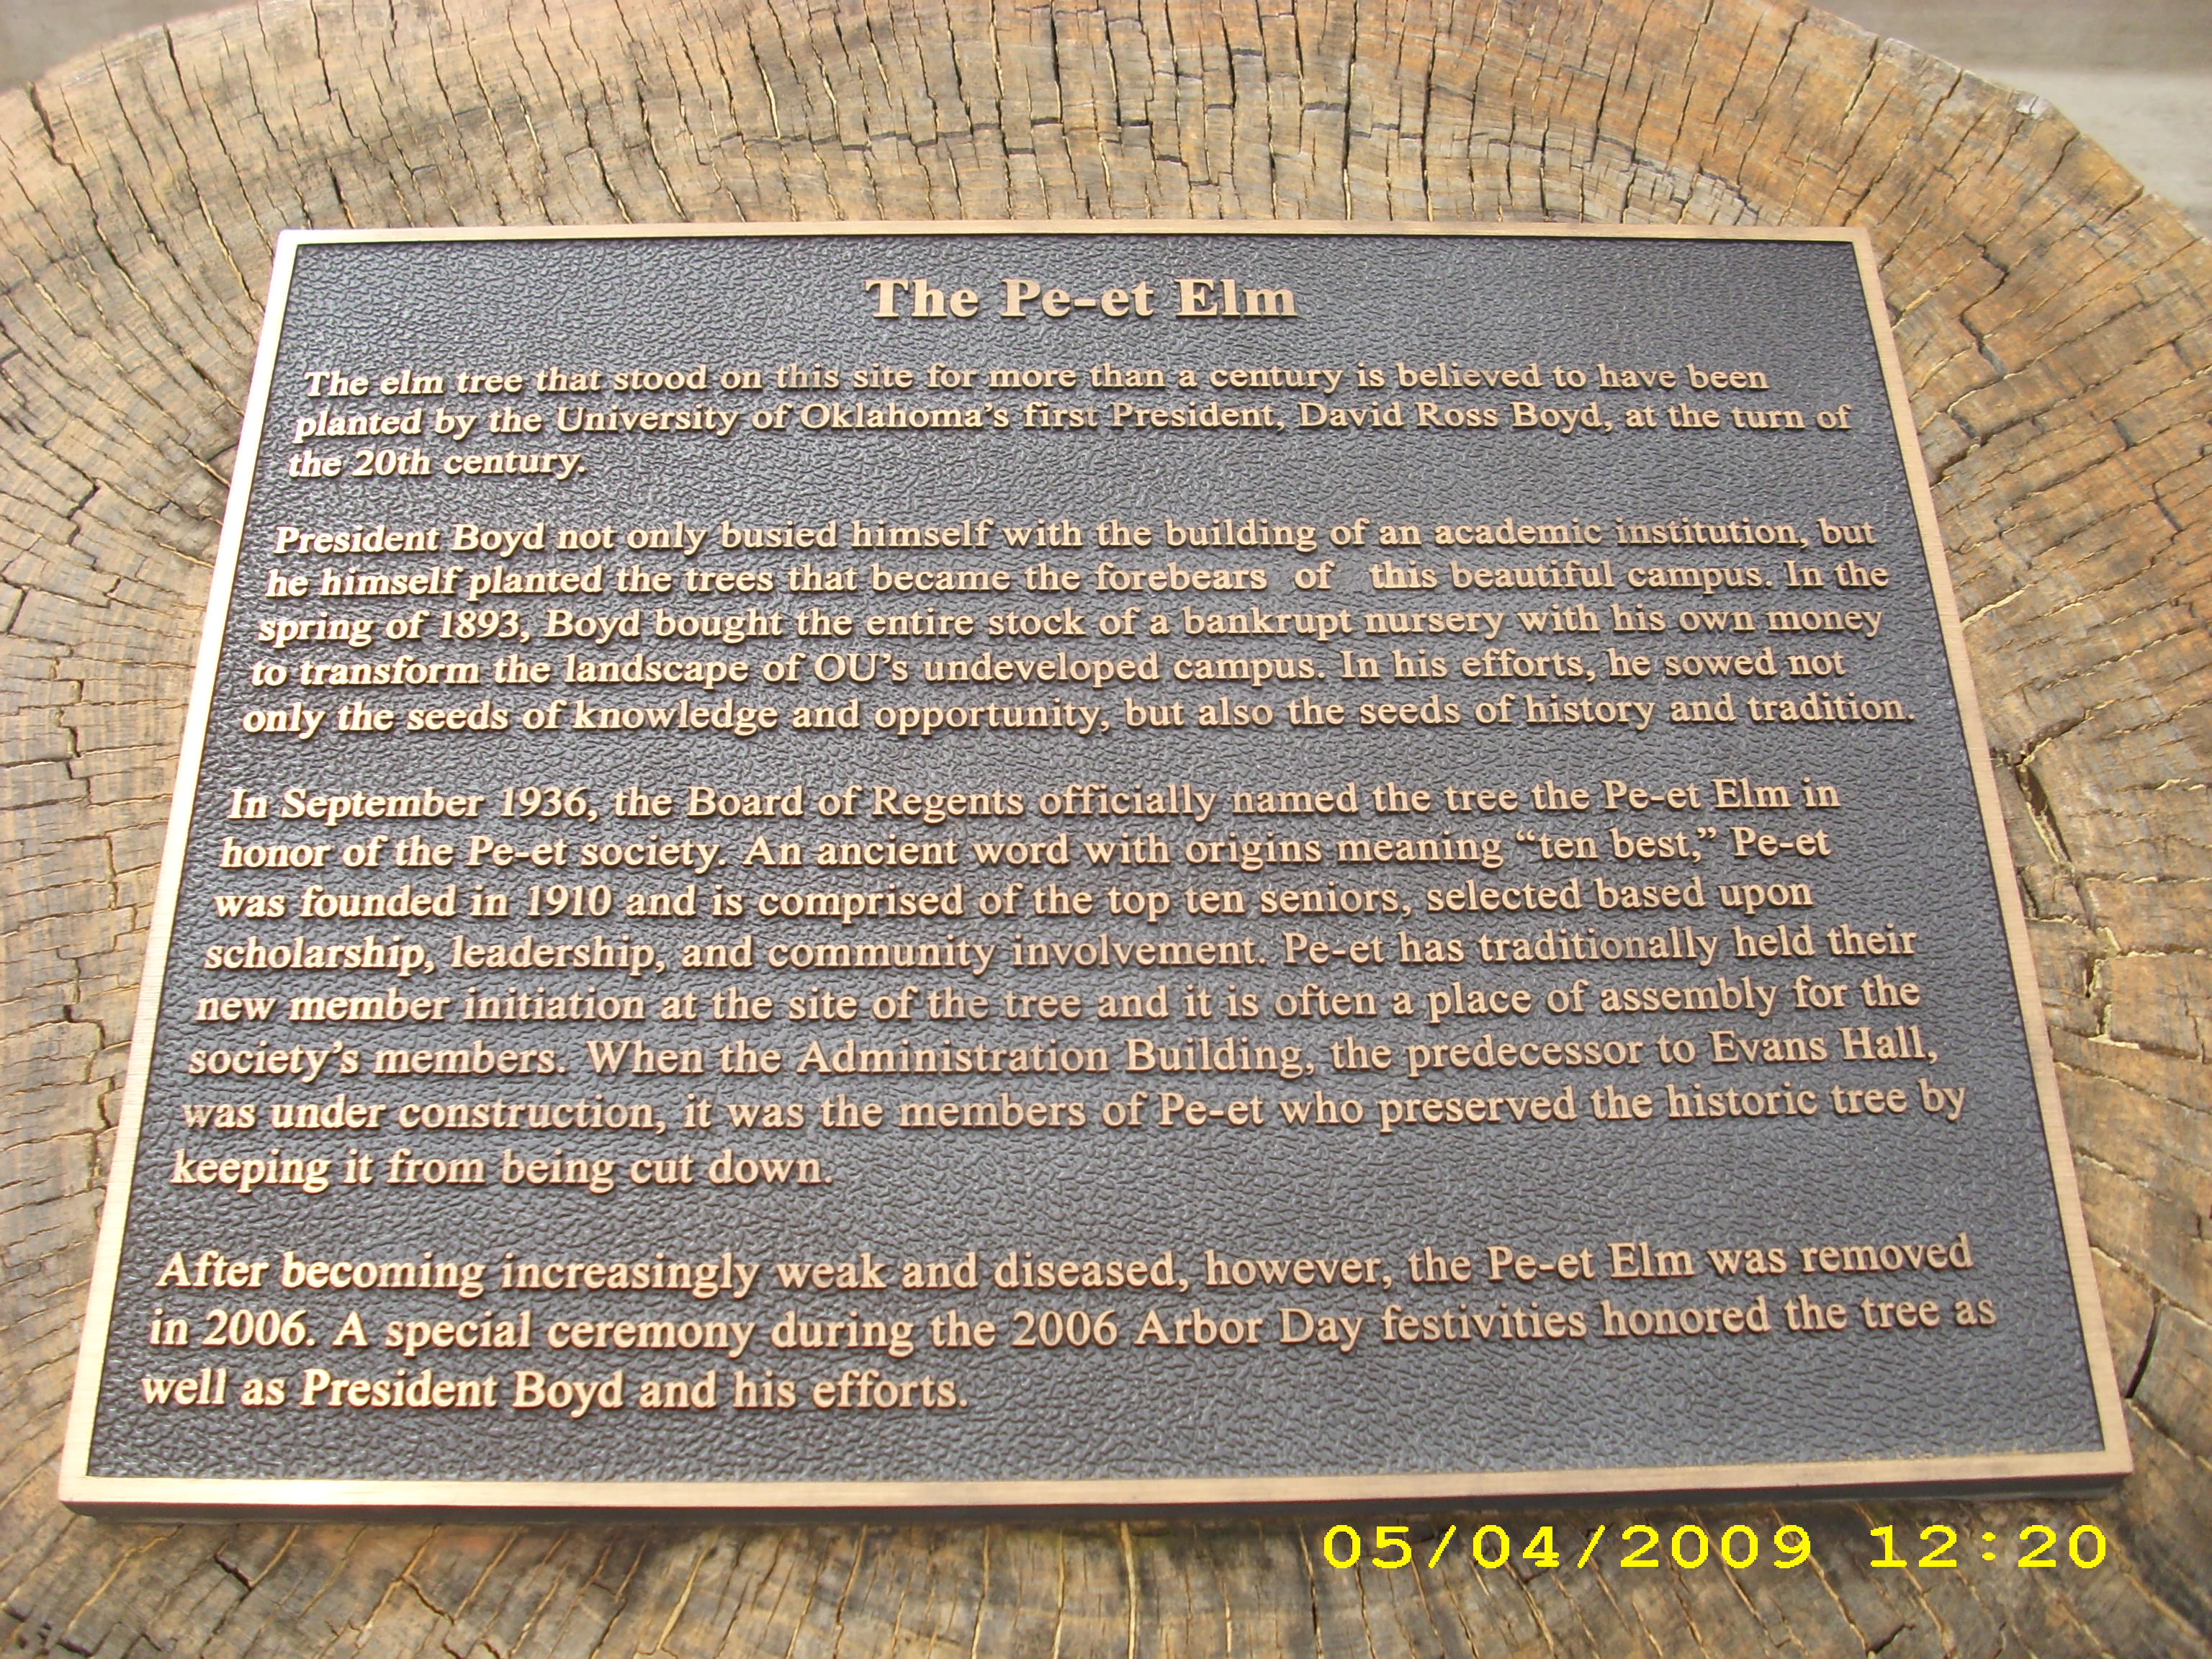 The Pe-et Elm
The elm tree that stood on this site for more than a century is believed to have been
planted by the University of Oklahoma's first President, David Ross Boyd, at the turn of
the 20th century.
President Boyd not only busied himself with the building of an academic institution, but
he himself planted the trees that became the forebears of this beautiful campus. In the
spring of 1893, Boyd bought the entire stock of a bankrupt nursery with his own money
to transform the landscape of OU's undeveloped campus. In his efforts, he sowed not
only the seeds of knowledge and opportunity, but also the seeds of history and tradition.
In September 1936, the Board of Regents officially named the tree the Pe-et Elm in
honor of the Pe-et society. An ancient word with origins meaning “ten best,” Pe-et
was founded in 1910 and is comprised of the top ten seniors, selected based upon
scholarship, leadership, and community involvement. Pe-et has traditionally held their
new member initiation at the site of the tree and it is often a place of assembly for the
society's members. When the Administration Building, the predecessor to Evans Hall,
was under construction, it was the members of Pe-et who preserved the historic tree by
keeping it from being cut down.
After becoming increasingly weak and diseased, however, the Pe-et Elm was removed
in 2006. A special ceremony during the 2006 Arbor Day festivities honored the tree as
well as President Boyd and his efforts.
05/04/2009 12:20